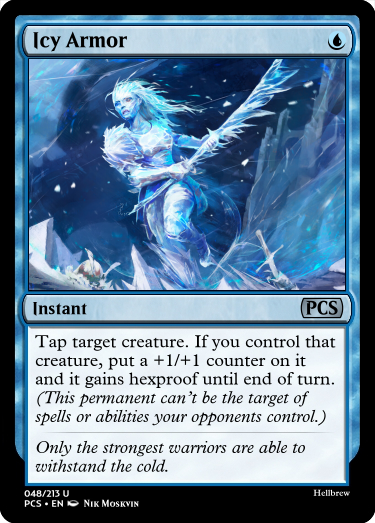 Icy Armor
Instant
PCS
Tap target creature. If you control that
creature, put a +1/+1 counter on it
and it gains hexproof until end of turn.
(This permanent can't be the target of
spells or abilities your opponents control.)
Only the strongest warriors are able to
withstand the cold.
048/213 U
Hellbrew
PCS • EN Nik Moskvin